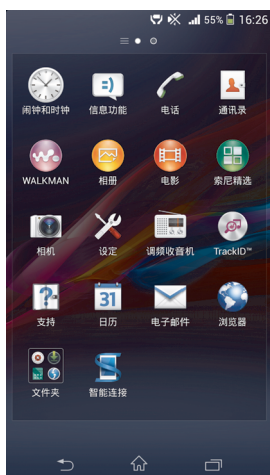 55% 16:26
闹钟和时钟 信息功能 电话 通讯录
WALKMAN 相册 电影 索尼精选
相机 设定 调频收音机 TrackID™
31
支持 日历 电子邮件 浏览器
文件夹 智能连接